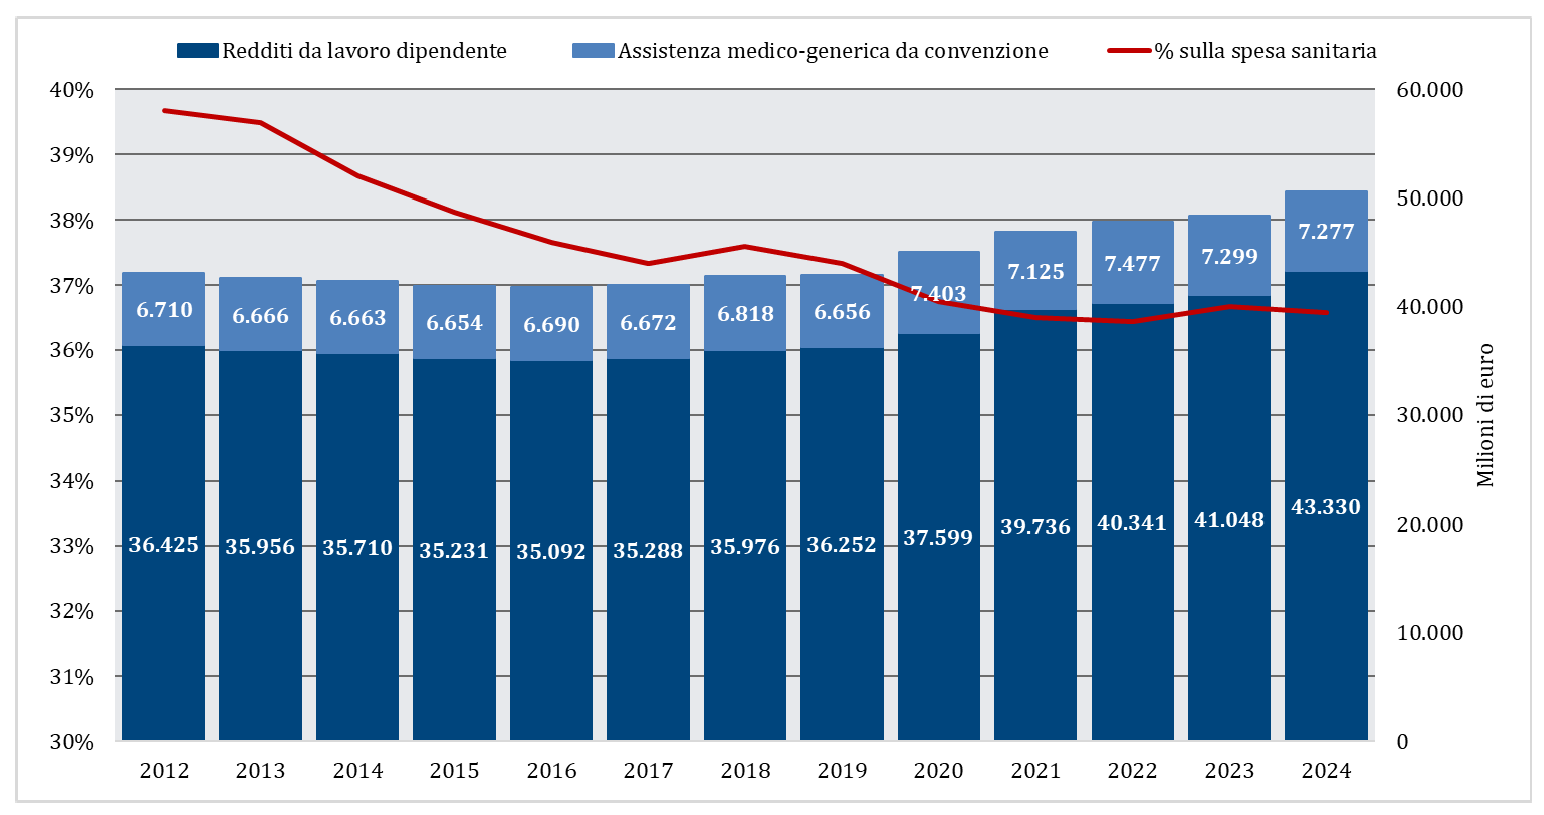 Redditi da lavoro dipendente Assistenza medico-generica da convenzione % sulla spesa sanitaria
40% 60.000
39%
38% 50.000
37% 40.000
36%
35% 30.000
34%
33% 20.000
32%
31% 10.000
30% 0
6.710 6.666 6.663 6.654 6.690 6.672 6.818 6.656 7.403 7.125 7.477 7.299 7.277
36.425 35.956 35.710 35.231 35.092 35.288 35.976 36.252 37.599 39.736 40.341 41.048 43.330
2012 2013 2014 2015 2016 2017 2018 2019 2020 2021 2022 2023 2024
Milioni di euro